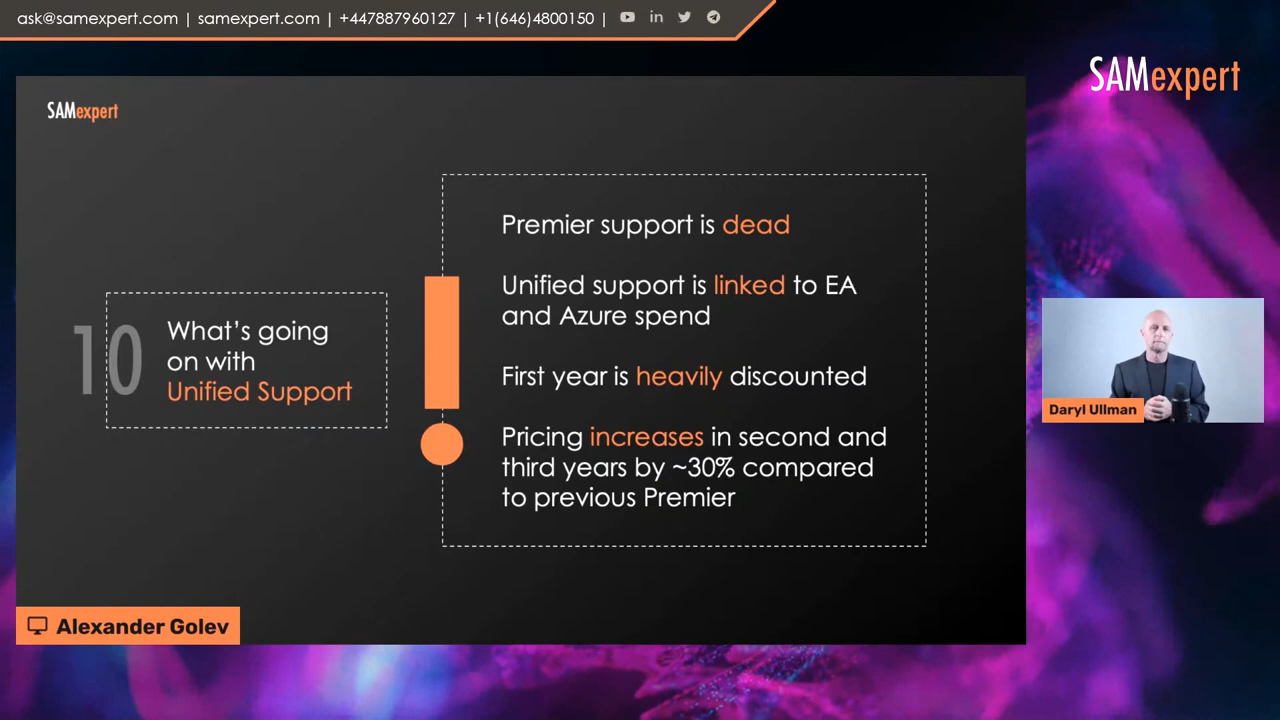 ask@samexpert.com | samexpert.com | +447887960127 | +1(646)4800150 |
SAMexpert
SAMexpert
10
What's going
on with
Unified Support
Premier support is dead
Unified support is linked to EA
and Azure spend
First year is heavily discounted
Pricing increases in second and
third years by ~30% compared
to previous Premier
Daryl Ullman
Alexander Golev